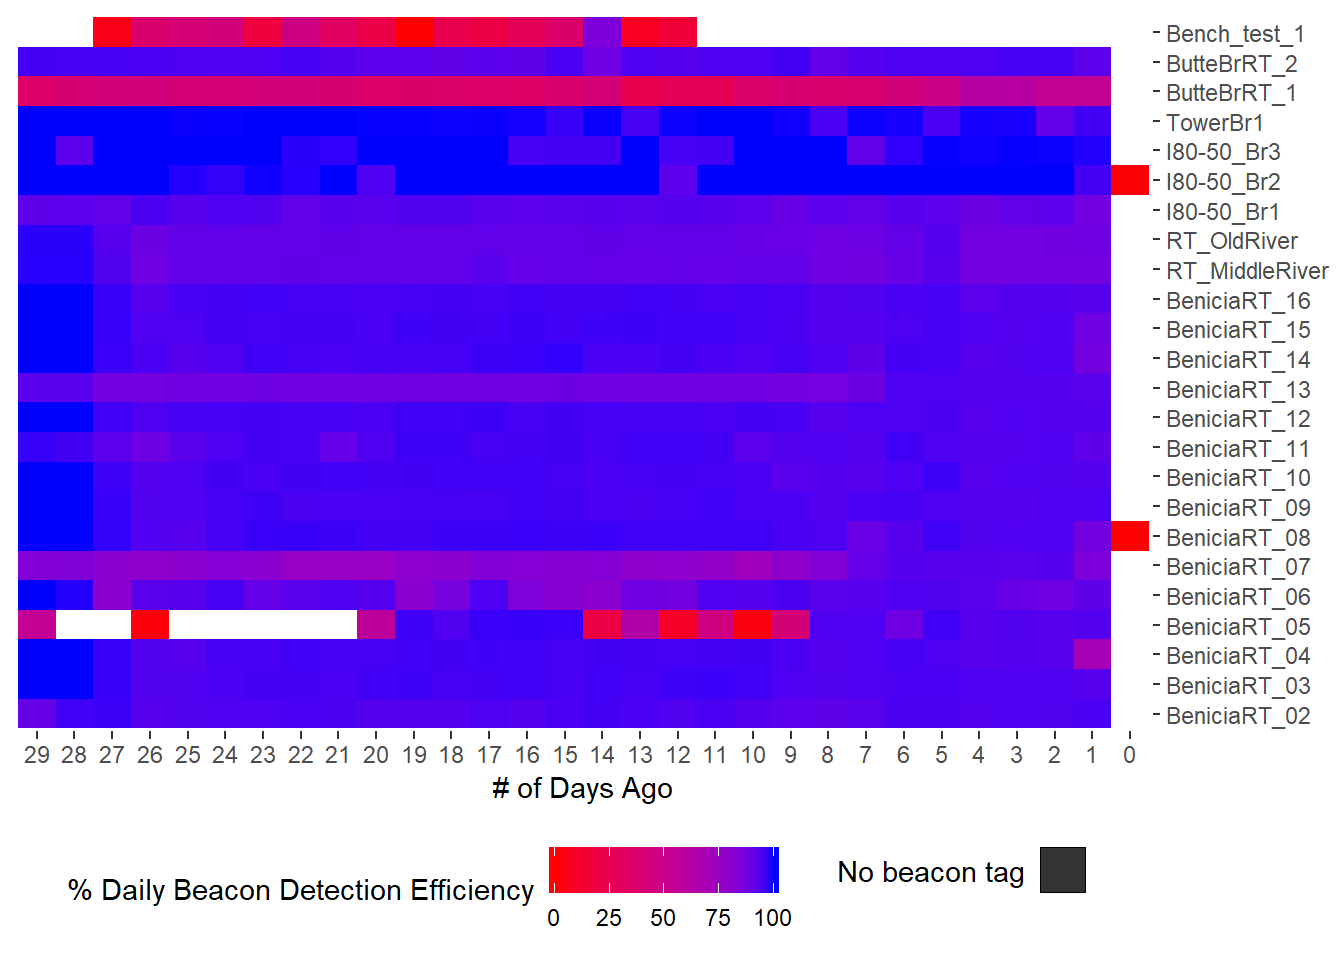 Bench_test_1
ButteBrRT_2
ButteBrRT_1
TowerBr1
I80-50_Br3
I80-50_Br2
I80-50_Br1
RT_OldRiver
RT_MiddleRiver
BeniciaRT_16
BeniciaRT_15
BeniciaRT_14
BeniciaRT_13
BeniciaRT_12
BeniciaRT_11
BeniciaRT_10
BeniciaRT_09
BeniciaRT_08
BeniciaRT_07
BeniciaRT_06
BeniciaRT_05
BeniciaRT_04
BeniciaRT_03
BeniciaRT_02
29 28 27 26 25 24 23 22 21 20 19 18 17 16 15 14 13 12 11 10 9 8 7 6 5 4 3 2 1 0
# of Days Ago
% Daily Beacon Detection Efficiency
0 25 50 75 100
No beacon tag